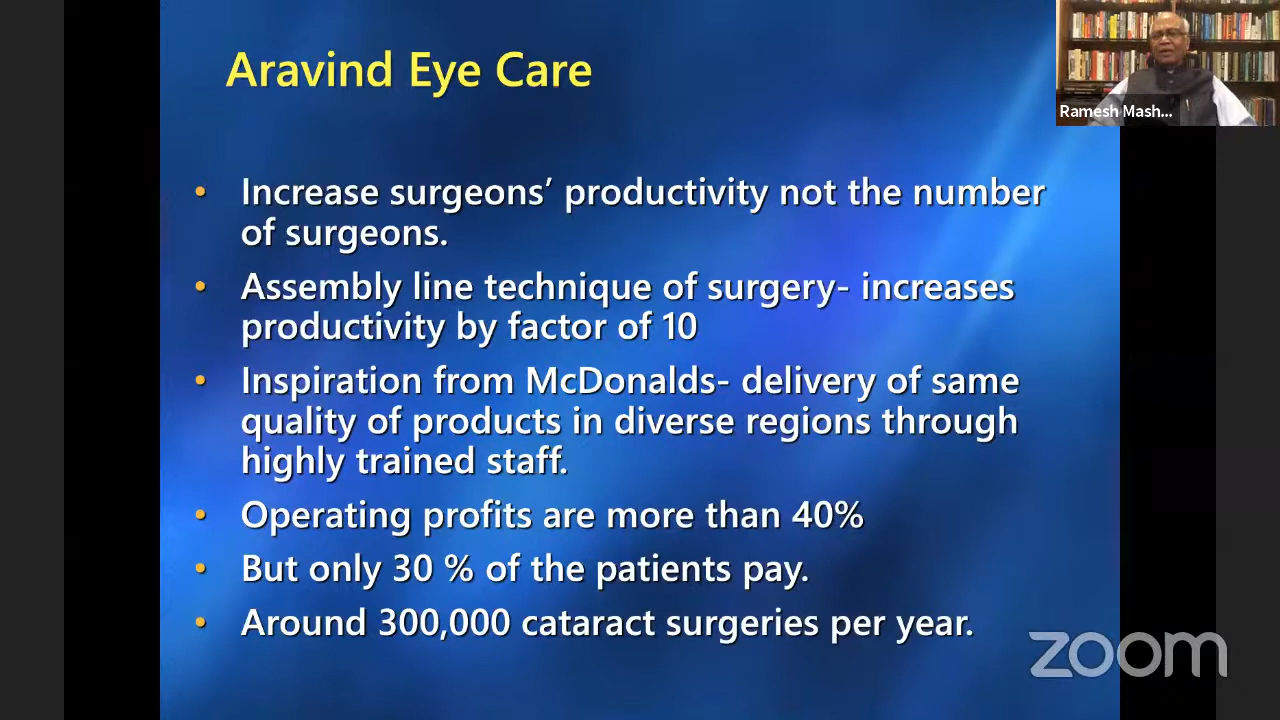 Aravind Eye Care
Ramesh Mash...
• Increase surgeons’ productivity not the number
of surgeons.
• Assembly line technique of surgery- increases
productivity by factor of 10
• Inspiration from McDonalds- delivery of same
quality of products in diverse regions through
highly trained staff.
• Operating profits are more than 40%
• But only 30 % of the patients pay.
• Around 300,000 cataract surgeries per year.
zoom